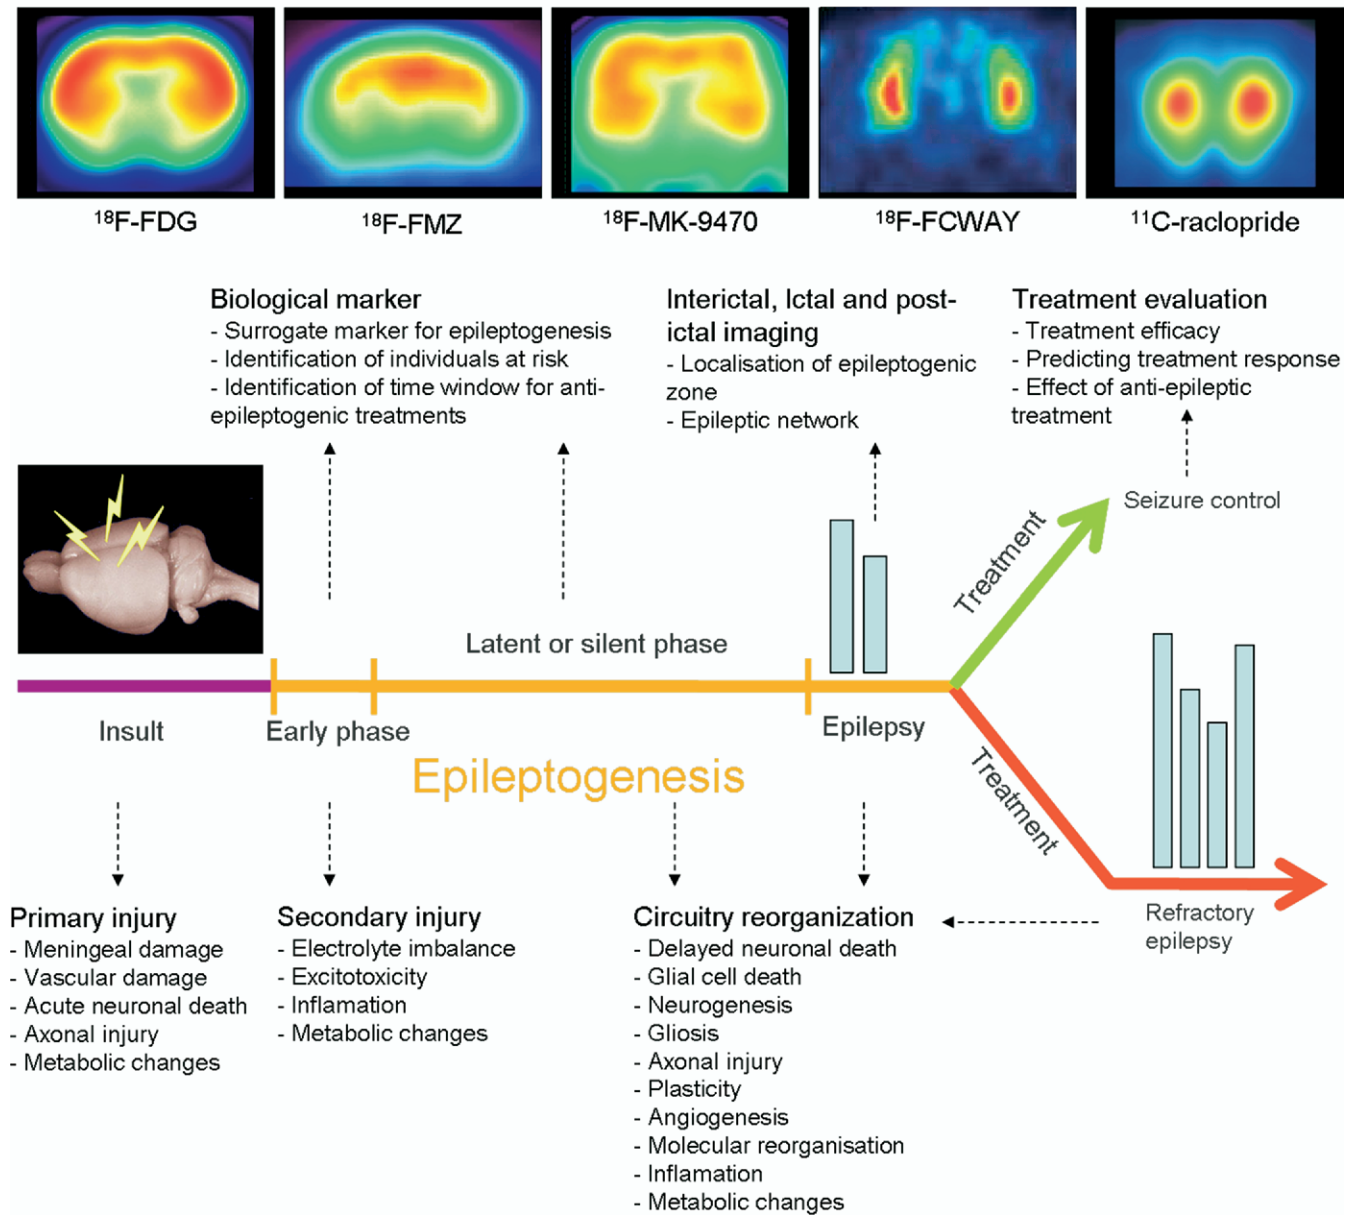 ¹⁸F-FDG
¹⁸F-FMZ
¹⁸F-MK-9470
¹⁸F-FCWAY
¹¹C-raclopride
Biological marker
- Surrogate marker for epileptogenesis
- Identification of individuals at risk
- Identification of time window for anti-
epileptogenic treatments
Interictal, Ictal and post-
ictal imaging
- Localisation of epileptogenic
zone
- Epileptic network
Treatment evaluation
- Treatment efficacy
- Predicting treatment response
- Effect of anti-epileptic
treatment
Seizure control
Treatment
Latent or silent phase
Insult
Early phase
Epilepsy
Epileptogenesis
Treatment
Primary injury
- Meningeal damage
- Vascular damage
- Acute neuronal death
- Axonal injury
- Metabolic changes
Secondary injury
- Electrolyte imbalance
- Excitotoxicity
- Inflamation
- Metabolic changes
Circuitry reorganization
- Delayed neuronal death
- Glial cell death
- Neurogenesis
- Gliosis
- Axonal injury
- Plasticity
- Angiogenesis
- Molecular reorganisation
- Inflamation
- Metabolic changes
Refractory
epilepsy